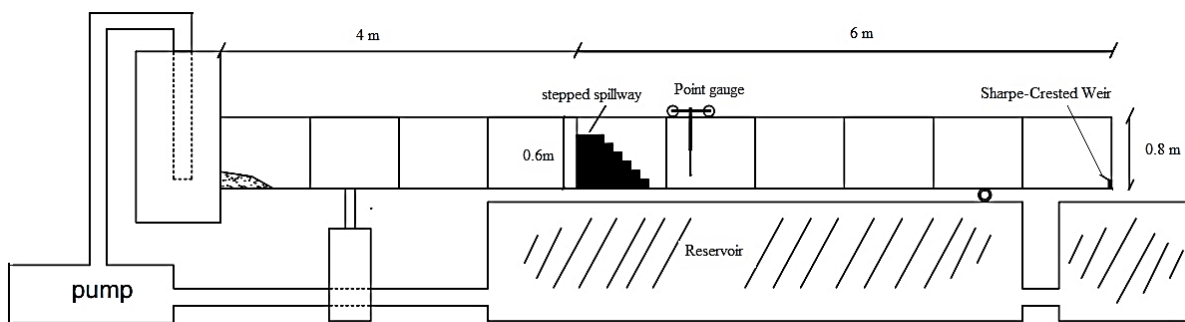 4 m
6 m
stepped spillway
Point gauge
Sharpe-Crested Weir
0.6m
0.8 m
Reservoir
pump